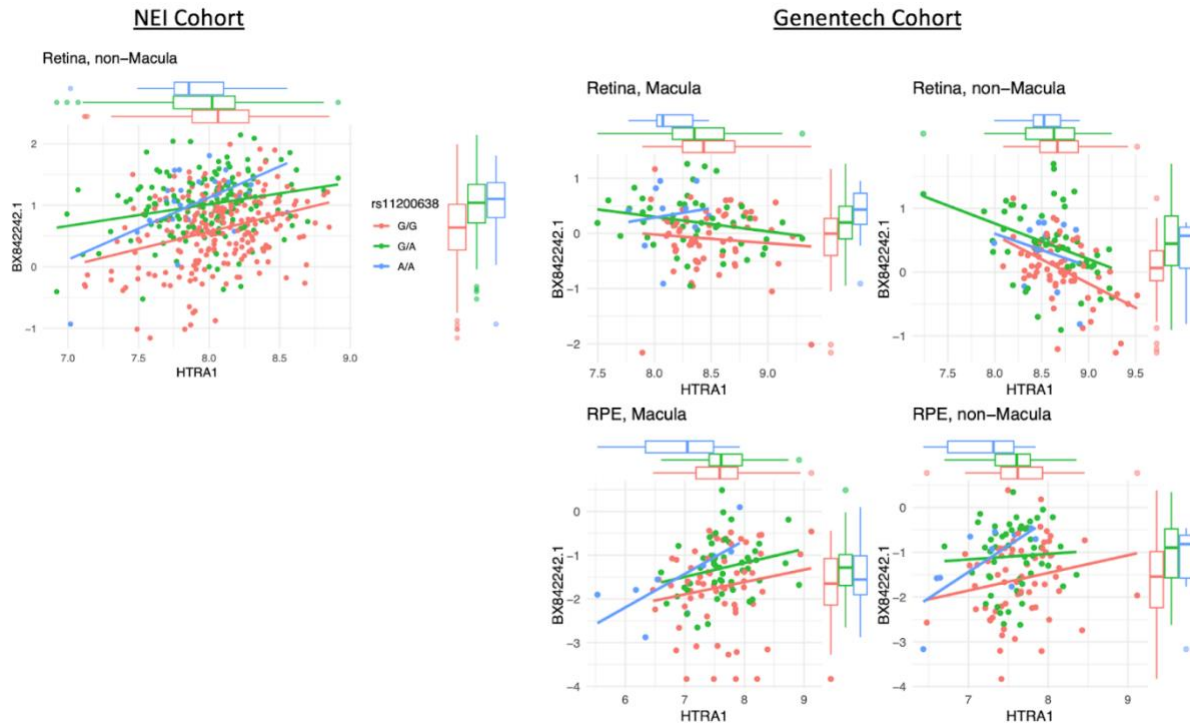 NEI Cohort
Genentech Cohort
Retina, non-Macula
BX842242.1
2
1
0
−1
7.0 7.5 8.0 8.5 9.0
HTRA1
rs11200638
G/G
G/A
A/A
Retina, Macula
BX842242.1
1
0
−1
−2
7.5 8.0 8.5 9.0
HTRA1
Retina, non-Macula
BX842242.1
1
0
−1
8.0 8.5 9.0 9.5
HTRA1
RPE, Macula
BX842242.1
0
−1
−2
−3
−4
6 7 8 9
HTRA1
RPE, non-Macula
BX842242.1
0
−1
−2
−3
−4
7 8 9
HTRA1